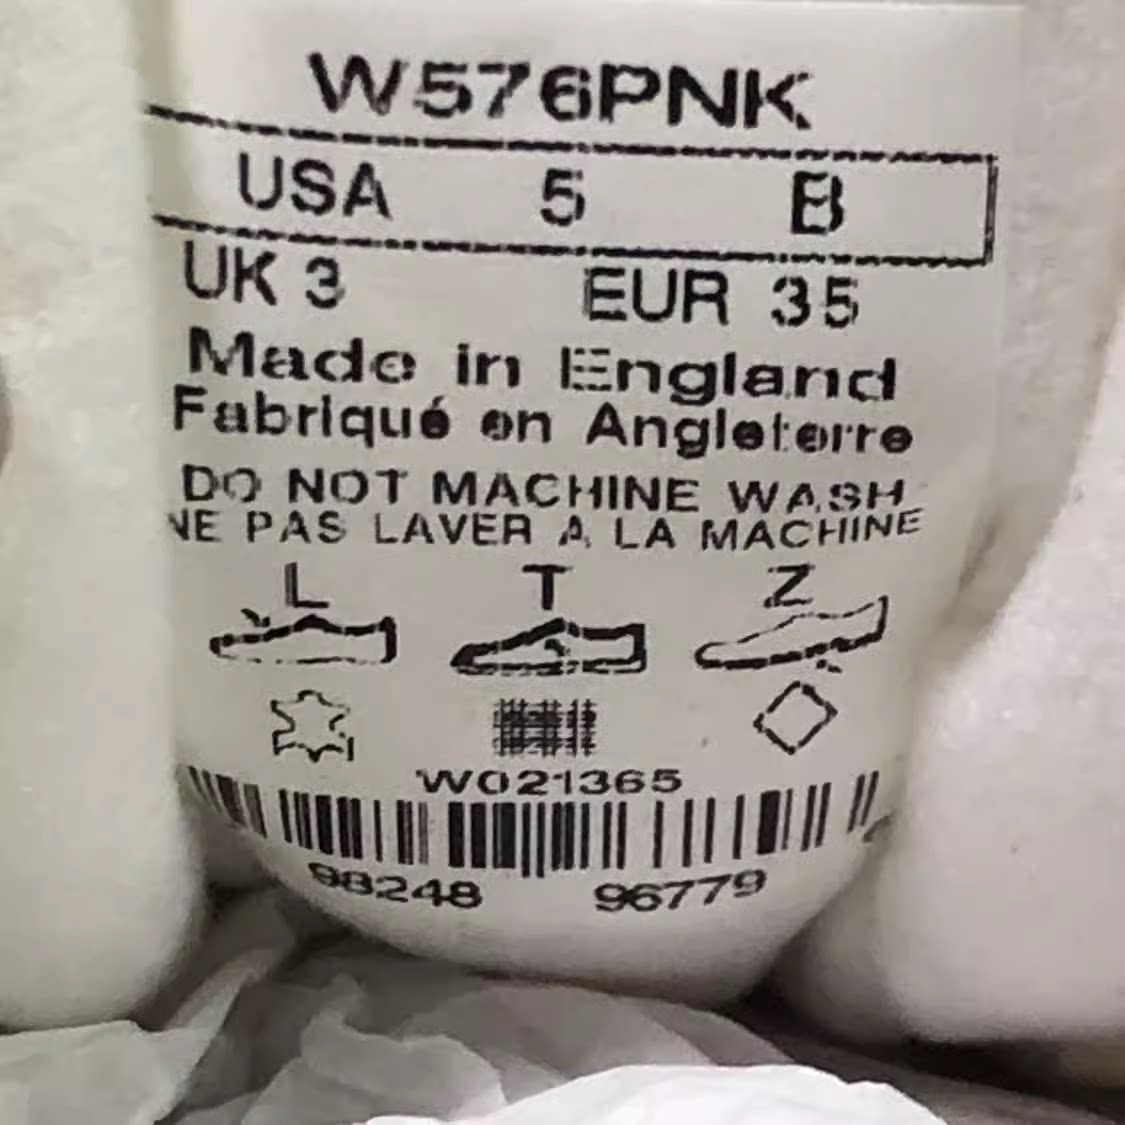 W576PNK
USA 5 B
UK 3 EUR 35
Made in England
Fabriqué en Angleterre
DO NOT MACHINE WASH
NE PAS LAVER A LA MACHINE
L T Z
W021365
98248 96779